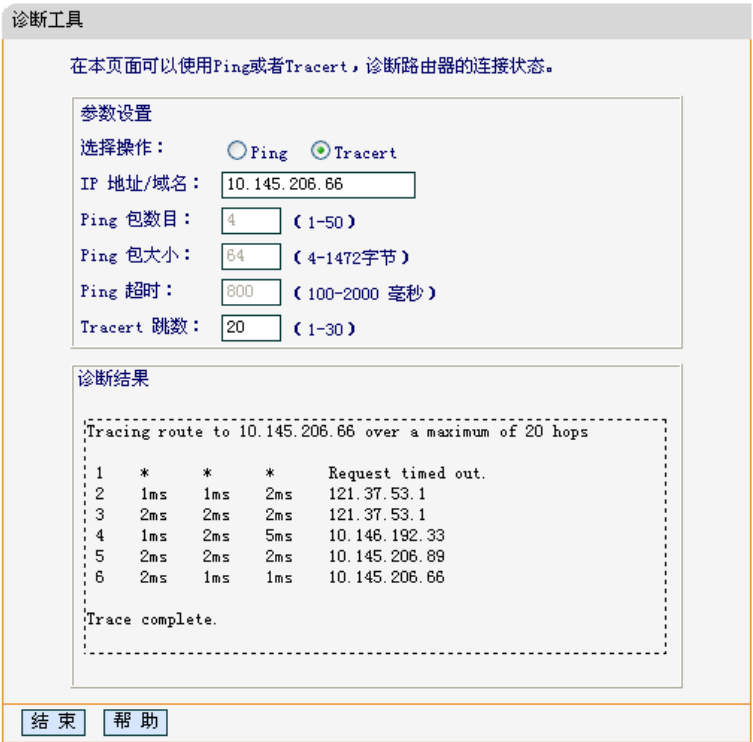 诊断工具
在本页面可以使用Ping或者Tracert，诊断路由器的连接状态。
参数设置
选择操作： Ping Tracert
IP 地址/域名： 10.145.206.66
Ping 包数目： 4 (1-50)
Ping 包大小： 64 (4-1472字节)
Ping 超时： 800 (100-2000 毫秒)
Tracert 跳数： 20 (1-30)
诊断结果
Tracing route to 10.145.206.66 over a maximum of 20 hops
1 * * * Request timed out.
2 1ms 1ms 2ms 121.37.53.1
3 2ms 2ms 2ms 121.37.53.1
4 1ms 2ms 5ms 10.146.192.33
5 2ms 2ms 2ms 10.145.206.89
6 2ms 1ms 1ms 10.145.206.66
Trace complete.
结 束 帮 助